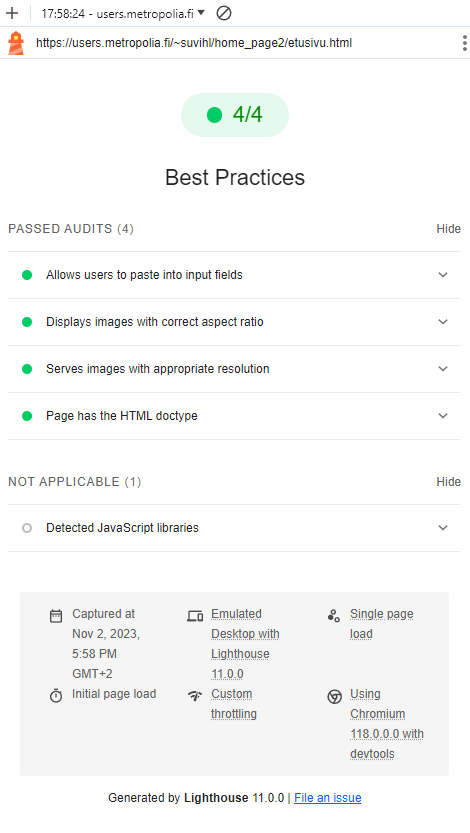 17:58:24 - users.metropolia.fi
https://users.metropolia.fi/~suvihl/home_page2/etusivu.html
4/4
Best Practices
PASSED AUDITS (4)
Hide
Allows users to paste into input fields
Displays images with correct aspect ratio
Serves images with appropriate resolution
Page has the HTML doctype
NOT APPLICABLE (1)
Hide
Detected JavaScript libraries
Captured at
Nov 2, 2023,
5:58 PM
GMT+2
Emulated
Desktop with
Lighthouse
11.0.0
Single page
load
Initial page load
Custom
throttling
Using
Chromium
118.0.0.0 with
devtools
Generated by Lighthouse 11.0.0 | File an issue